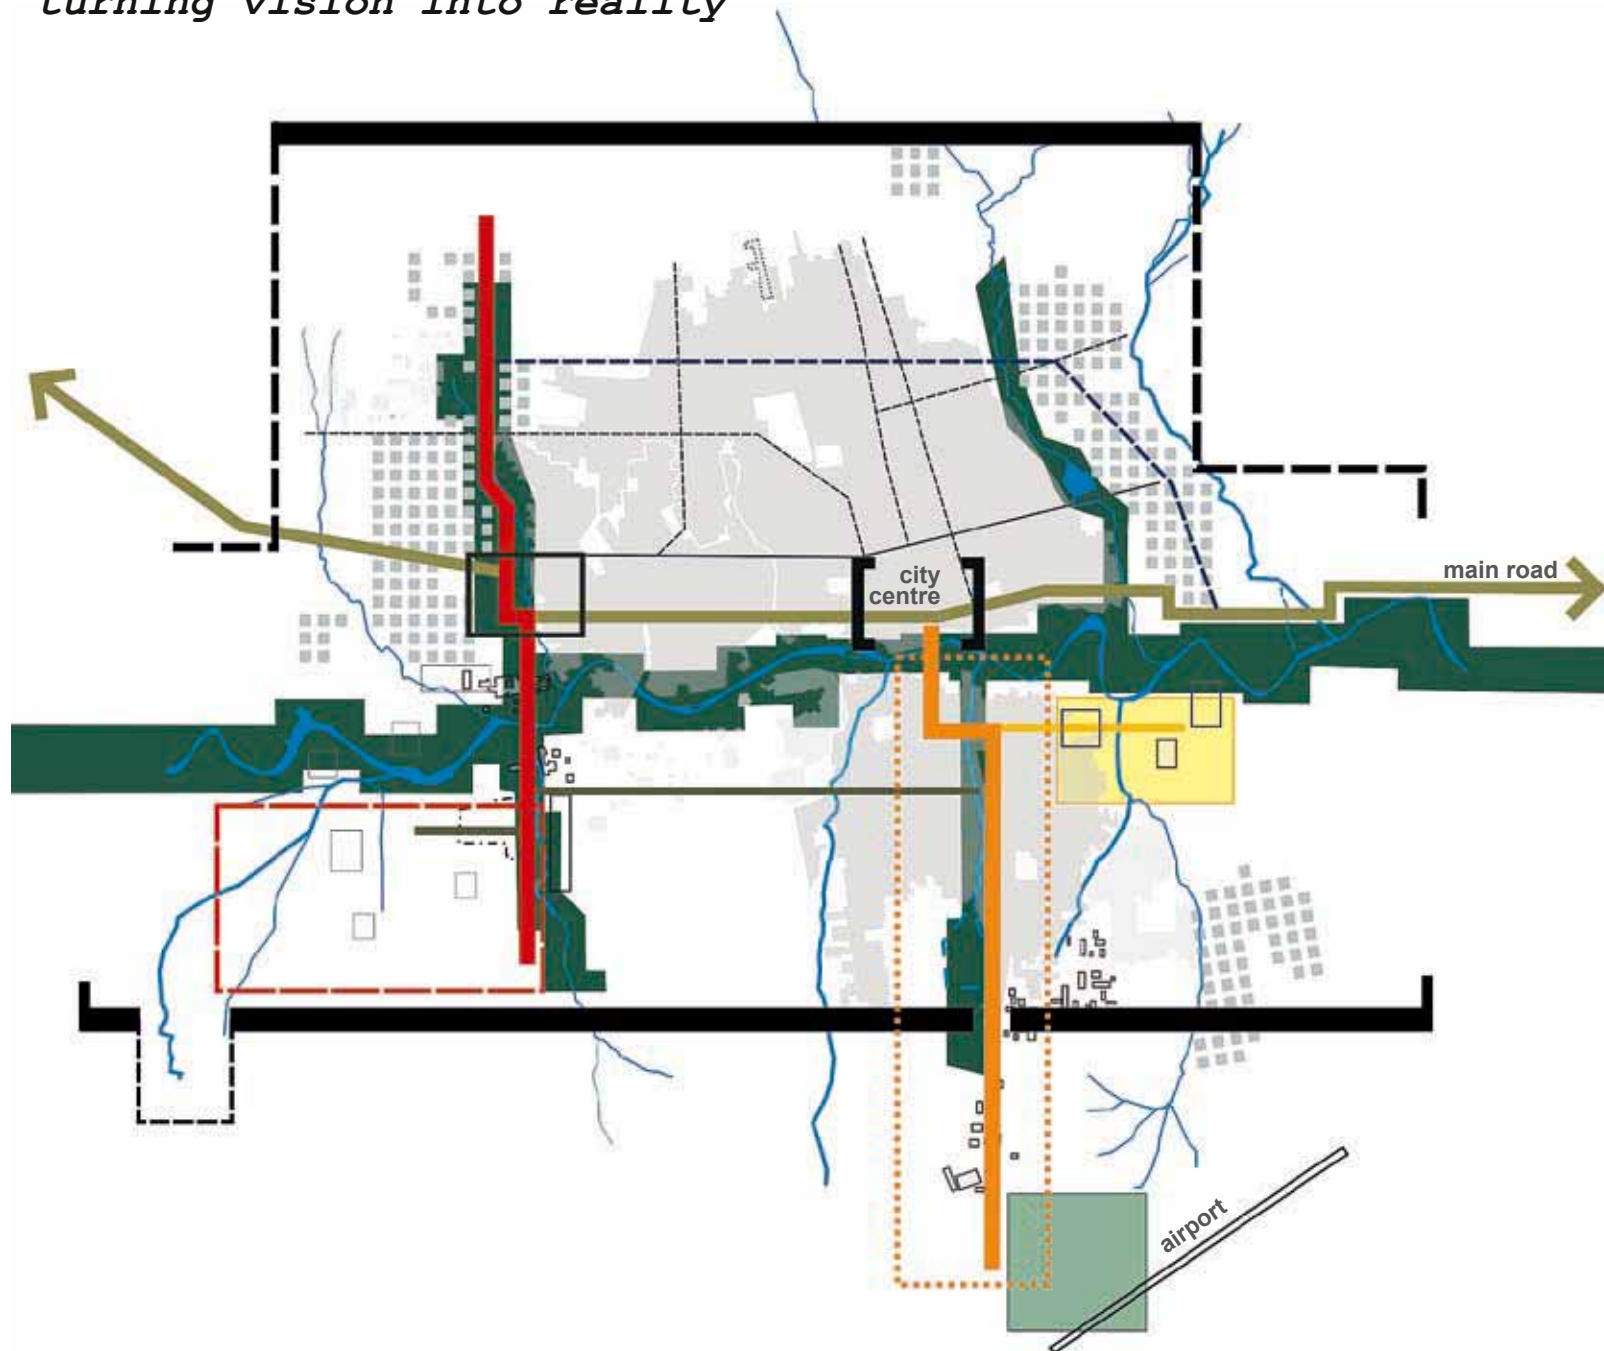 turning vision into reality
city
centre
main road
airport